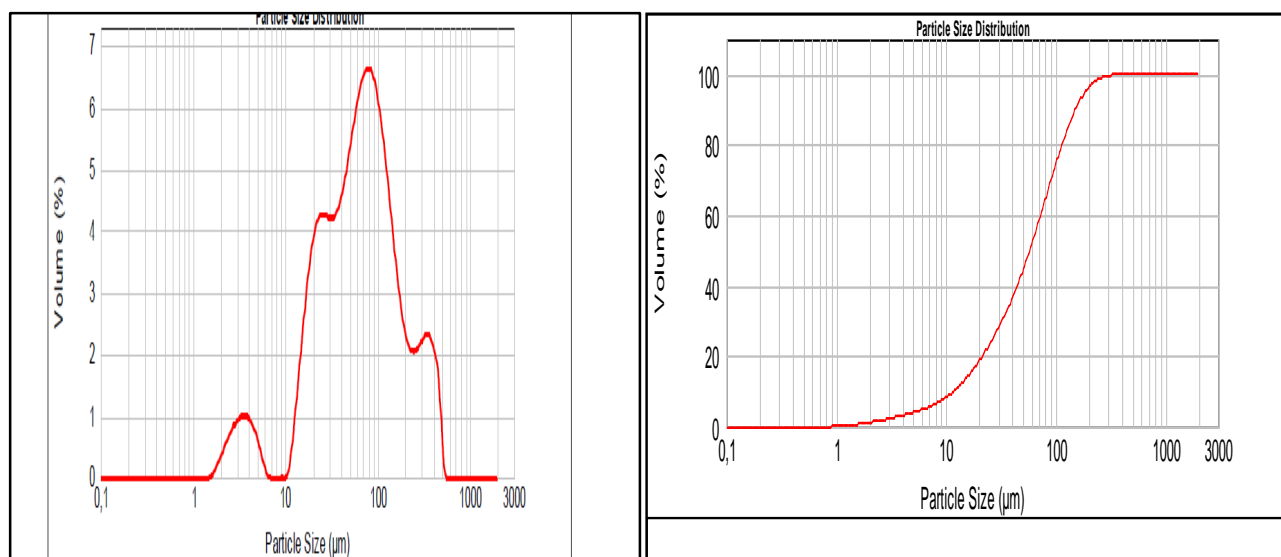 Particle Size Distribution
7
6
5
4
3
2
1
0
Volume (%)
0,1 1 10 100 1000 3000
Particle Size (µm)
Particle Size Distribution
100
80
60
40
20
0
Volume (%)
0,1 1 10 100 1000 3000
Particle Size (µm)